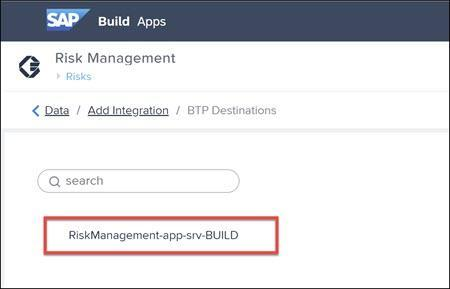 SAP Build Apps
Risk Management
Risks
Data / Add Integration / BTP Destinations
search
RiskManagement-app-srv-BUILD